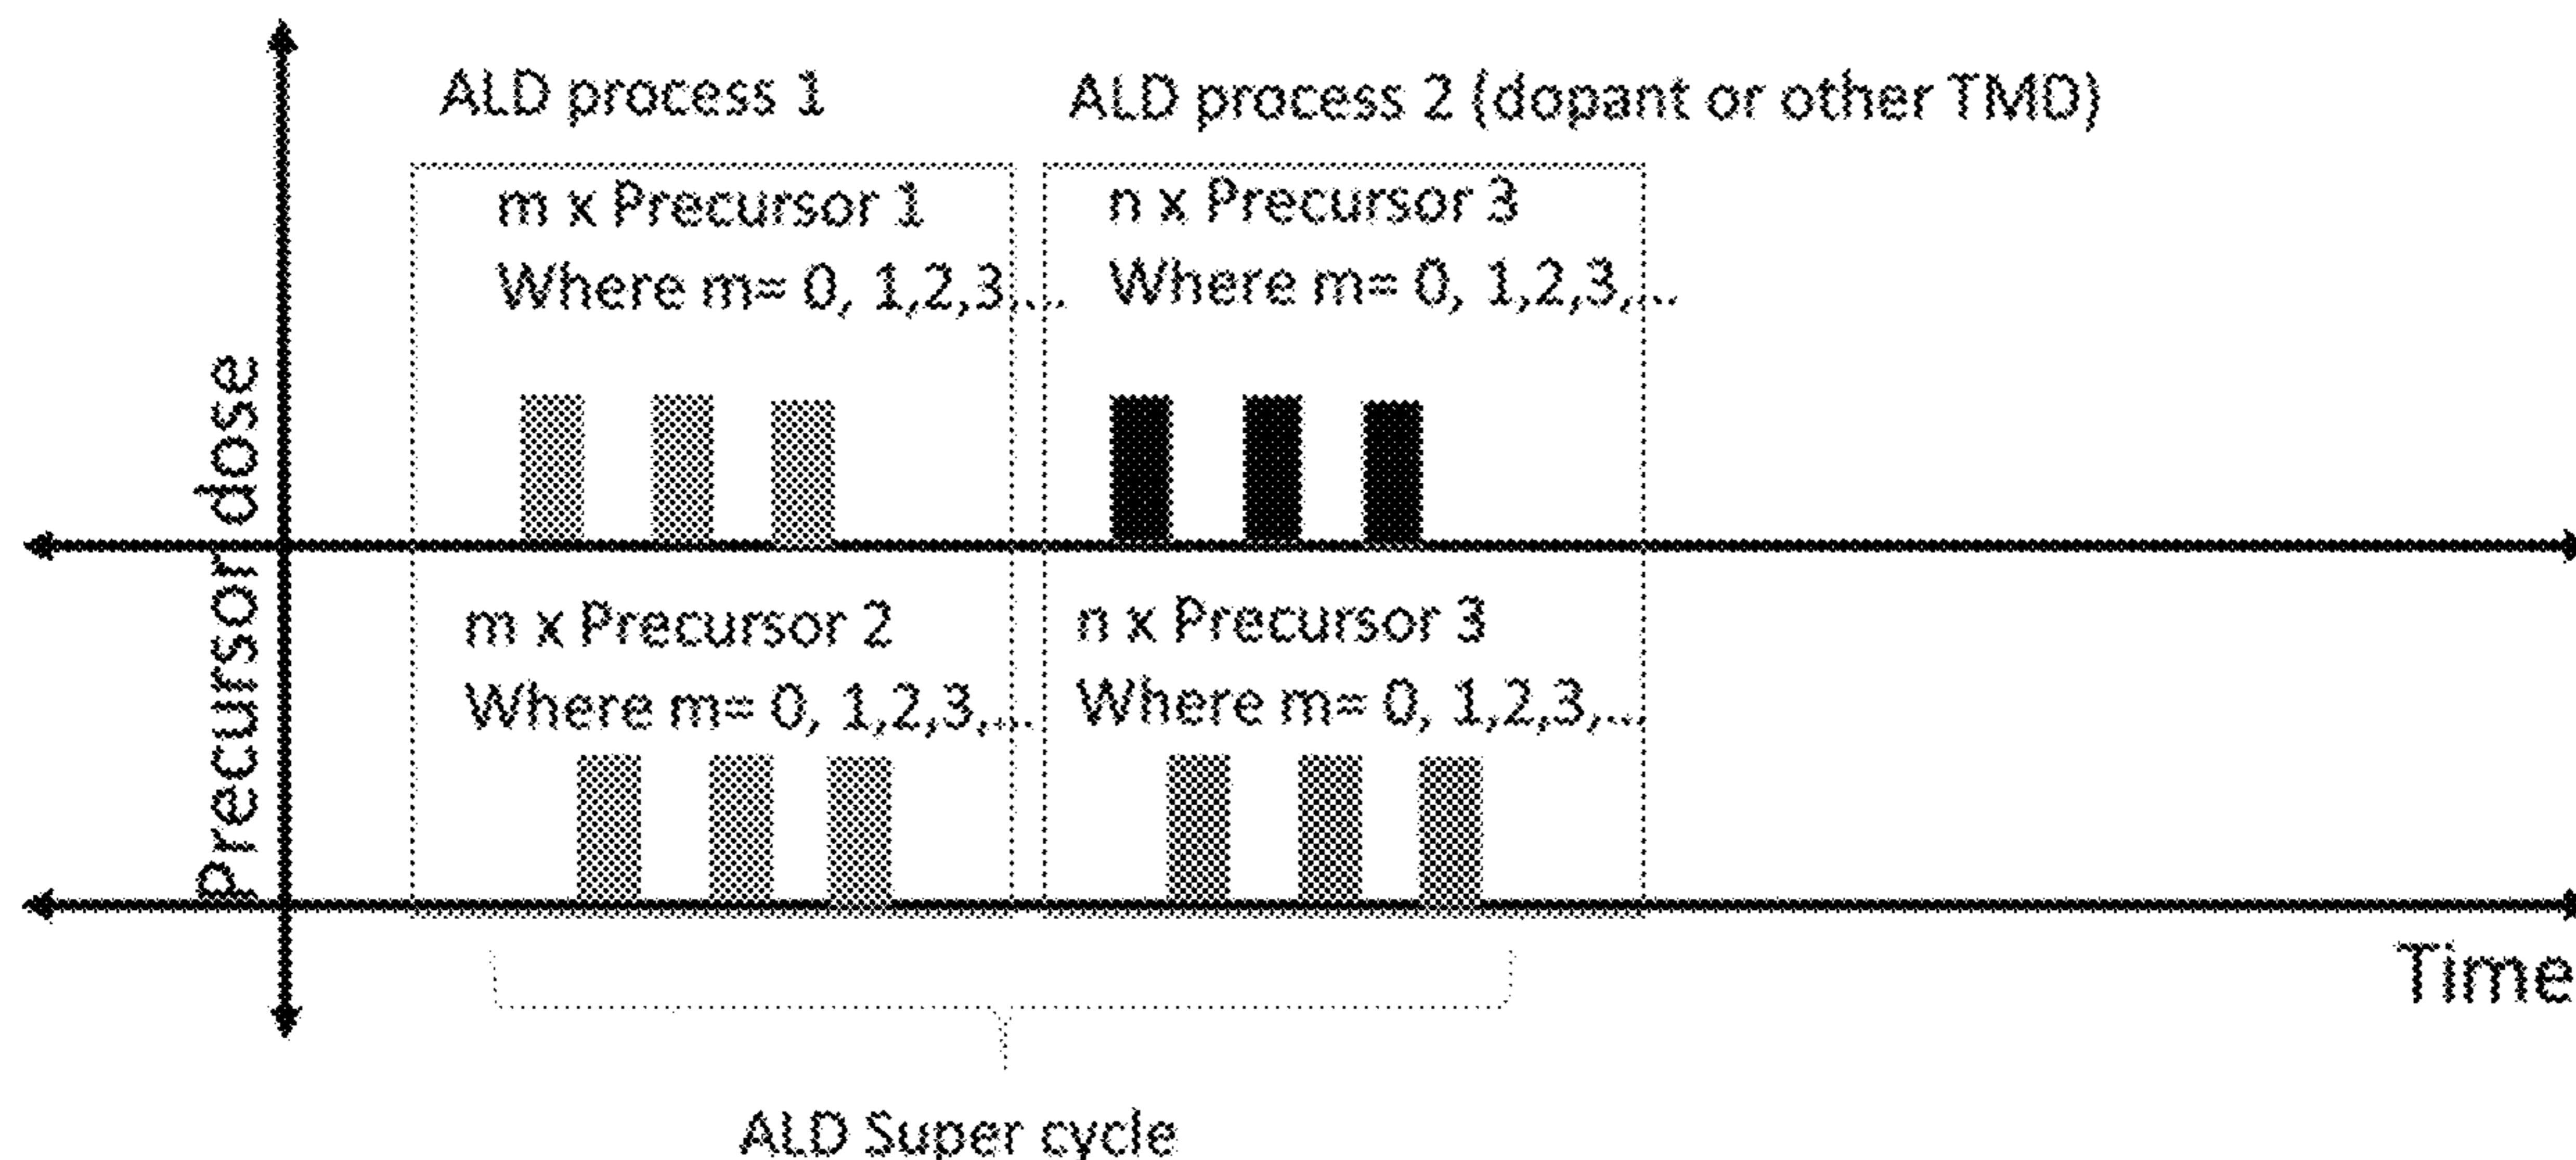 ALD process 1
ALD process 2 (dopant or other TMD)
m x Precursor 1
Where m= 0, 1,2,3,...
n x Precursor 3
Where m= 0, 1,2,3,...
Precursor dose
m x Precursor 2
Where m= 0, 1,2,3,...
n x Precursor 3
Where m= 0, 1,2,3,...
Time
ALD Super cycle